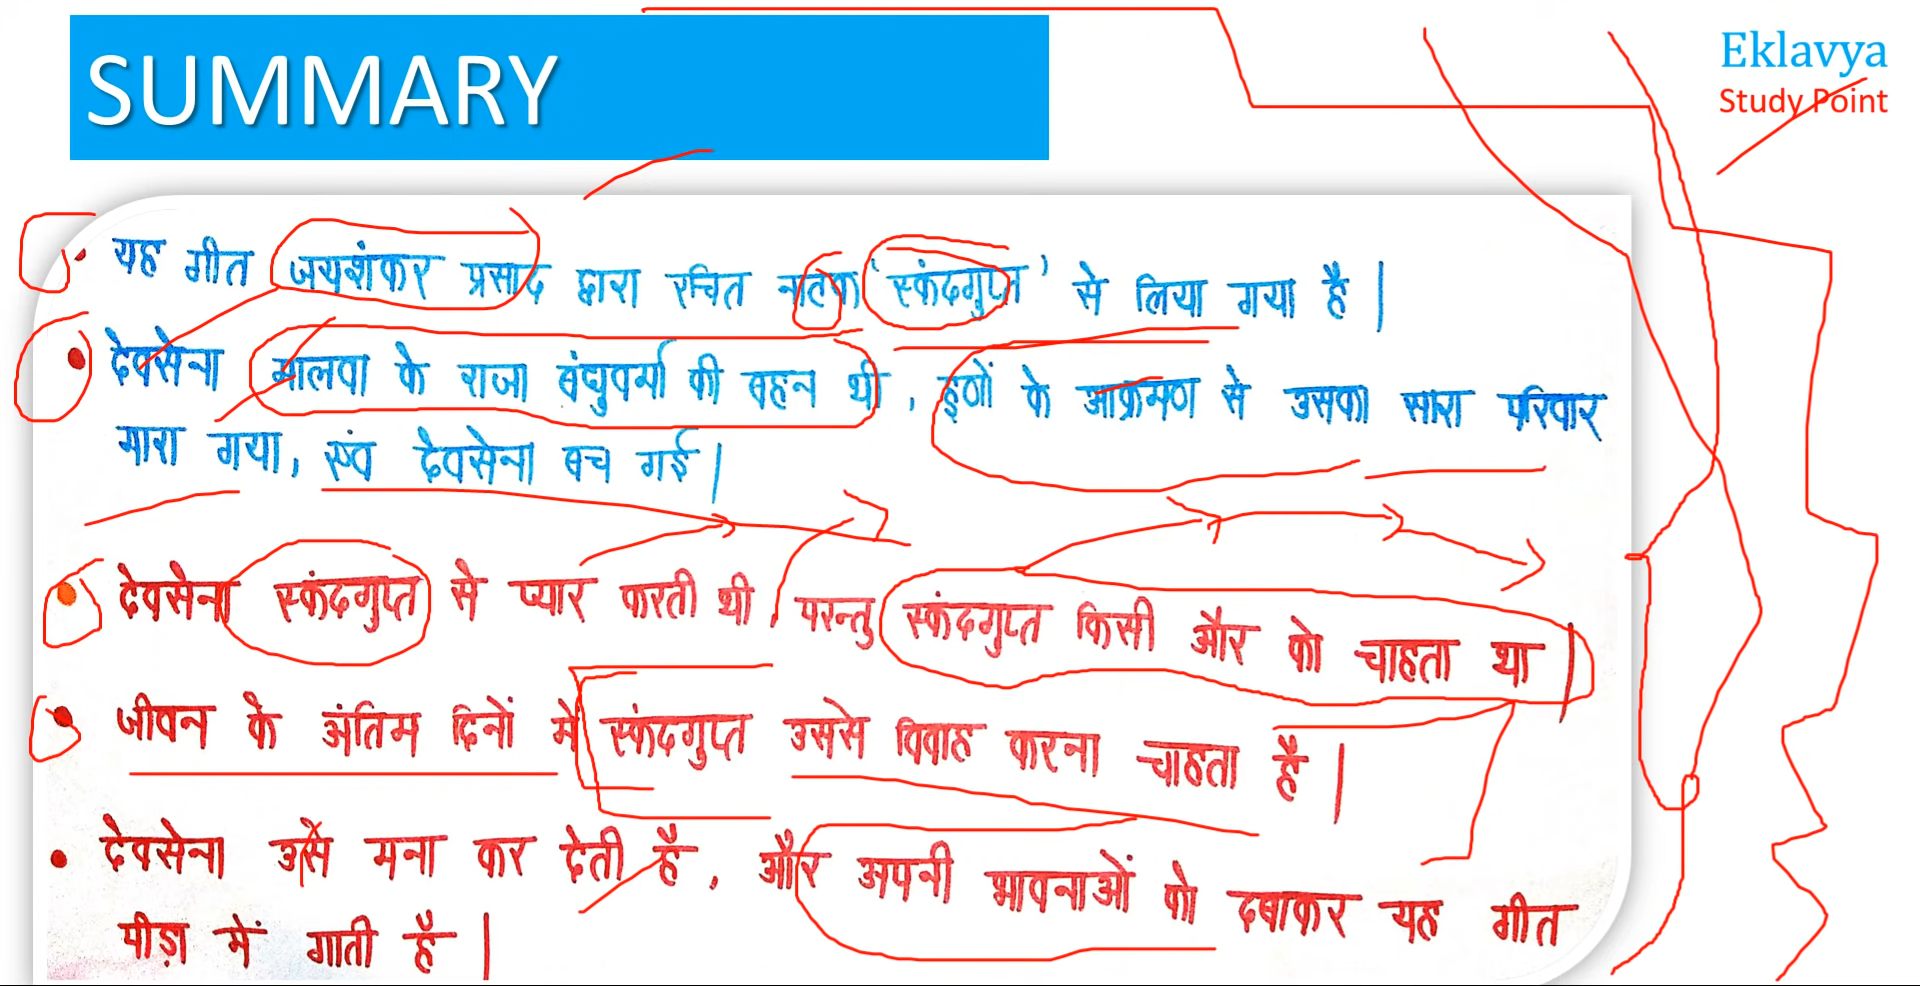 SUMMARY
Eklavya
Study Point
• यह गीत जयशंकर प्रसाद द्वारा रचित नातक 'स्कंदगुप्त' से लिया गया है |
• देवसेना मालवा के राजा बंधुवर्मा की बहन थी , हूणों के आक्रमण से उसका सारा परिवार
मारा गया, एवं देवसेना बच गई |
• देवसेना स्कंदगुप्त से प्यार करती थी , परन्तु स्कंदगुप्त किसी और को चाहता था |
• जीवन के अंतिम दिनों में स्कंदगुप्त उससे विवाह करना चाहता है |
• देवसेना उसे मना कर देती है , और अपनी भावनाओं को दबाकर यह गीत
पीड़ा में गाती है |